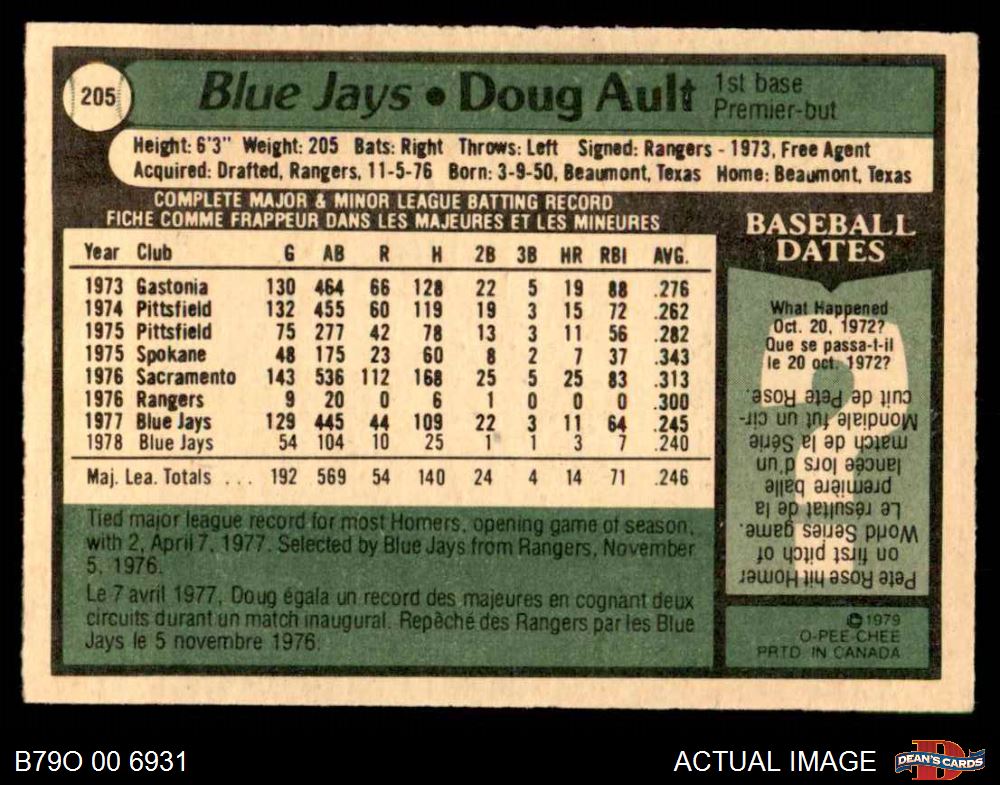 205
Blue Jays • Doug Ault
1st base
Premier-but
Height: 6'3" Weight: 205 Bats: Right Throws: Left Signed: Rangers - 1973, Free Agent
Acquired: Drafted, Rangers, 11-5-76 Born: 3-9-50, Beaumont, Texas Home: Beaumont, Texas
COMPLETE MAJOR & MINOR LEAGUE BATTING RECORD
FICHE COMME FRAPPEUR DANS LES MAJEURES ET LES MINEURES
Year Club G AB R H 2B 3B HR RBI AVG.
1973 Gastonia 130 464 66 128 22 5 19 88 .276
1974 Pittsfield 132 455 60 119 19 3 15 72 .262
1975 Pittsfield 75 277 42 78 13 3 11 56 .282
1975 Spokane 48 175 23 60 8 2 7 37 .343
1976 Sacramento 143 536 112 168 25 5 25 83 .313
1976 Rangers 9 20 0 6 1 0 0 0 .300
1977 Blue Jays 129 445 44 109 22 3 11 64 .245
1978 Blue Jays 54 104 10 25 1 1 3 7 .240
Maj. Lea. Totals . . . 192 569 54 140 24 4 14 71 .246
Tied major league record for most Homers, opening game of season,
with 2, April 7, 1977. Selected by Blue Jays from Rangers, November
5, 1976.
Le 7 avril 1977, Doug égala un record des majeures en cognant deux
circuits durant un match inaugural. Repêché des Rangers par les Blue
Jays le 5 novembre 1976.
BASEBALL
DATES
What Happened
Oct. 20, 1972?
Que se passa-t-il
le 20 oct. 1972?
Pete Rose hit Homer
on first pitch of
World Series game.
Le résultat de la
première balle
lancée lors d'un
match de la Série
Mondiale fut un cir-
cuit de Pete Rose.
© 1979
O-PEE-CHEE
PRTD. IN CANADA
B79O 00 6931
ACTUAL IMAGE
DEAN'S CARDS